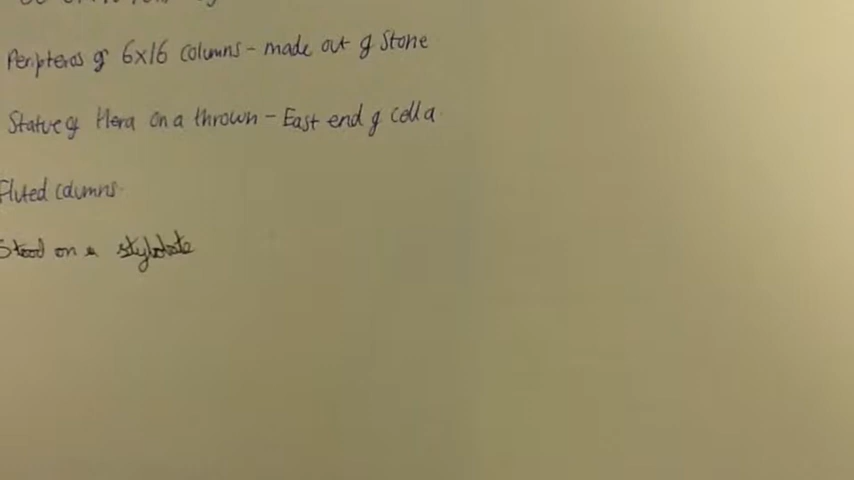 Peripteros of 6x16 columns - made out of Stone
Statue of Hera on a thrown - East end of cella.
Fluted columns.
Stood on a stylobate